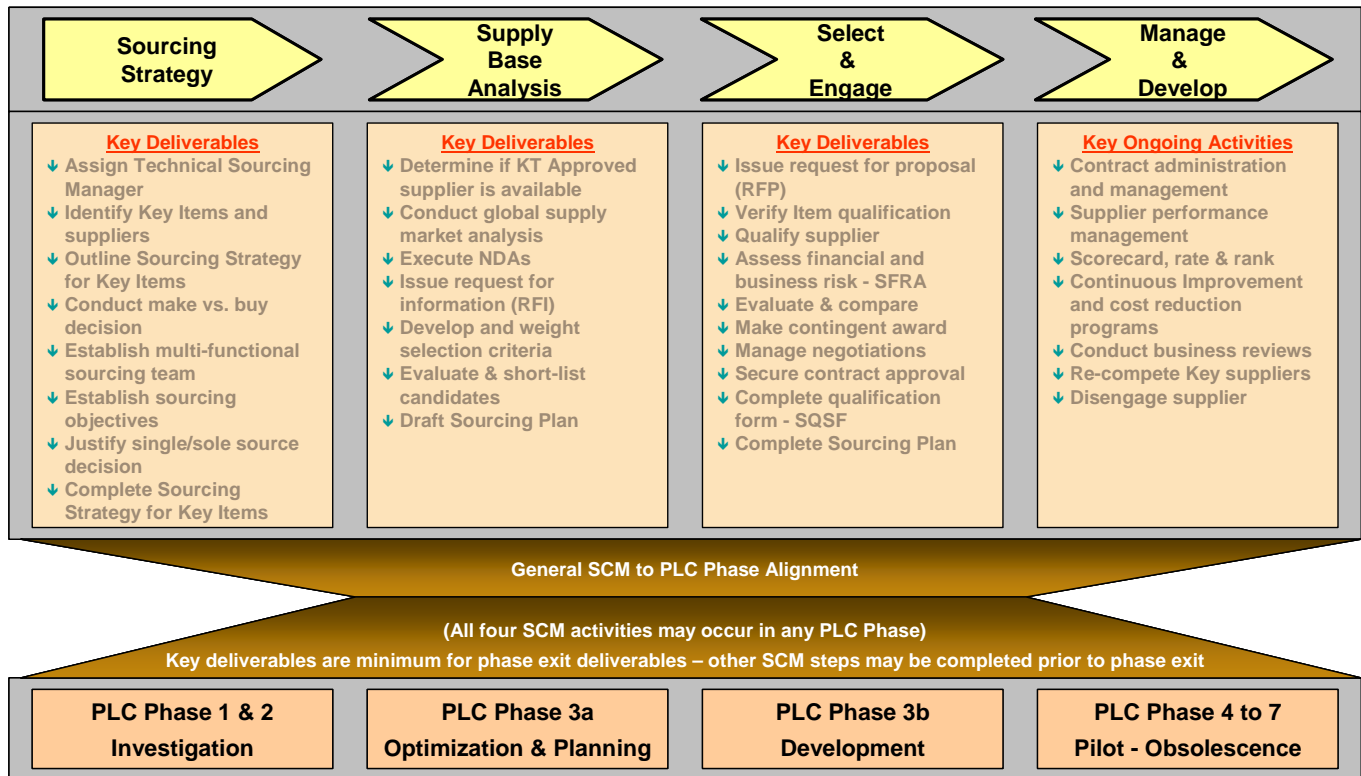 Sourcing
Strategy
Supply
Base
Analysis
Select
&
Engage
Manage
&
Develop
Key Deliverables
Assign Technical Sourcing
Manager
Identify Key Items and
suppliers
Outline Sourcing Strategy
for Key Items
Conduct make vs. buy
decision
Establish multi-functional
sourcing team
Establish sourcing
objectives
Justify single/sole source
decision
Complete Sourcing
Strategy for Key Items
Key Deliverables
Determine if KT Approved
supplier is available
Conduct global supply
market analysis
Execute NDAs
Issue request for
information (RFI)
Develop and weight
selection criteria
Evaluate & short-list
candidates
Draft Sourcing Plan
Key Deliverables
Issue request for proposal
(RFP)
Verify Item qualification
Qualify supplier
Assess financial and
business risk - SFRA
Evaluate & compare
Make contingent award
Manage negotiations
Secure contract approval
Complete qualification
form - SQSF
Complete Sourcing Plan
Key Ongoing Activities
Contract administration
and management
Supplier performance
management
Scorecard, rate & rank
Continuous Improvement
and cost reduction
programs
Conduct business reviews
Re-compete Key suppliers
Disengage supplier
General SCM to PLC Phase Alignment
(All four SCM activities may occur in any PLC Phase)
Key deliverables are minimum for phase exit deliverables – other SCM steps may be completed prior to phase exit
PLC Phase 1 & 2
Investigation
PLC Phase 3a
Optimization & Planning
PLC Phase 3b
Development
PLC Phase 4 to 7
Pilot - Obsolescence